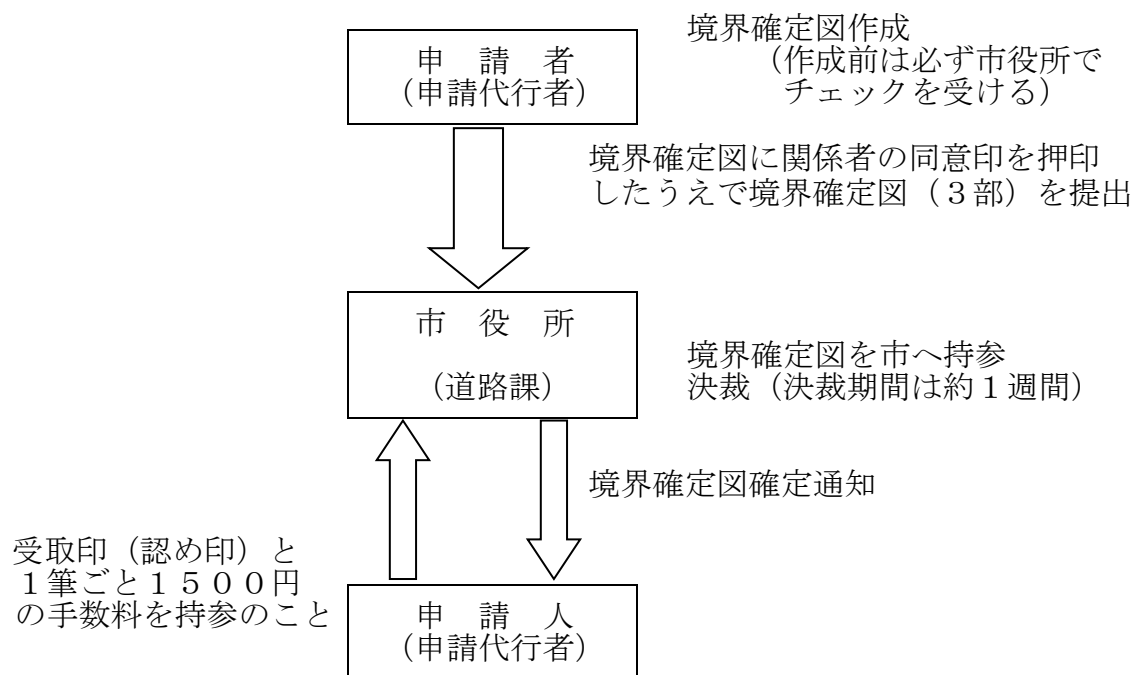 境界確定図作成
（作成前は必ず市役所で
チェックを受ける）
申　請　者
（申請代行者）
境界確定図に関係者の同意印を押印
したうえで境界確定図（３部）を提出
市　役　所
（道路課）
境界確定図を市へ持参
決裁（決裁期間は約１週間）
境界確定図確定通知
受取印（認め印）と
１筆ごと１５００円
の手数料を持参のこと
申　請　人
（申請代行者）